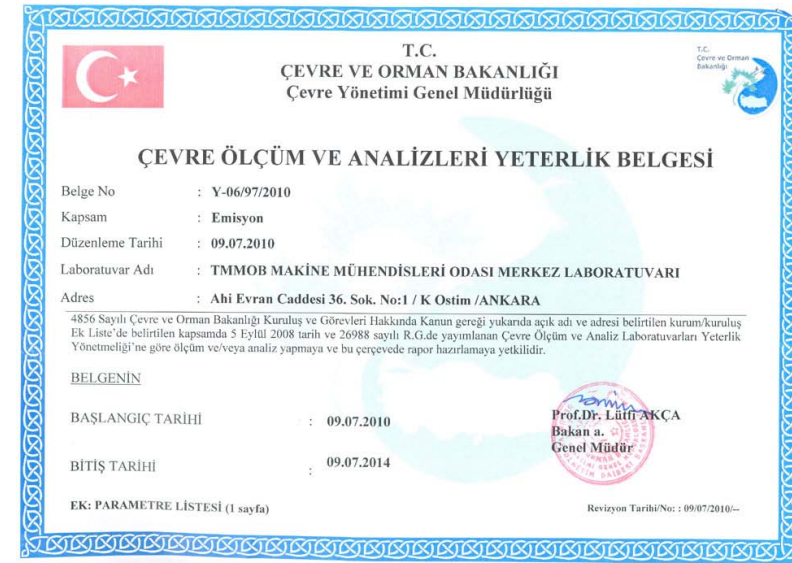 T.C.
ÇEVRE VE ORMAN BAKANLIĞI
Çevre Yönetimi Genel Müdürlüğü
T.C.
Çevre ve Orman
Bakanlığı
ÇEVRE ÖLÇÜM VE ANALİZLERİ YETERLİK BELGESİ
Belge No : Y-06/97/2010
Kapsam : Emisyon
Düzenleme Tarihi : 09.07.2010
Laboratuvar Adı : TMMOB MAKİNE MÜHENDİSLERİ ODASI MERKEZ LABORATUVARI
Adres : Ahi Evran Caddesi 36. Sok. No:1 / K Ostim /ANKARA
4856 Sayılı Çevre ve Orman Bakanlığı Kuruluş ve Görevleri Hakkında Kanun gereği yukarıda açık adı ve adresi belirtilen kurum/kuruluş
Ek Liste'de belirtilen kapsamda 5 Eylül 2008 tarih ve 26988 sayılı R.G.de yayımlanan Çevre Ölçüm ve Analiz Laboratuvarları Yeterlik
Yönetmeliği'ne göre ölçüm ve/veya analiz yapmaya ve bu çerçevede rapor hazırlamaya yetkilidir.
BELGENİN
BAŞLANGIÇ TARİHİ : 09.07.2010
Prof.Dr. Lütfi AKÇA
Bakan a.
Genel Müdür
BİTİŞ TARİHİ : 09.07.2014
EK: PARAMETRE LİSTESİ (1 sayfa)
Revizyon Tarihi/No: : 09/07/2010/--